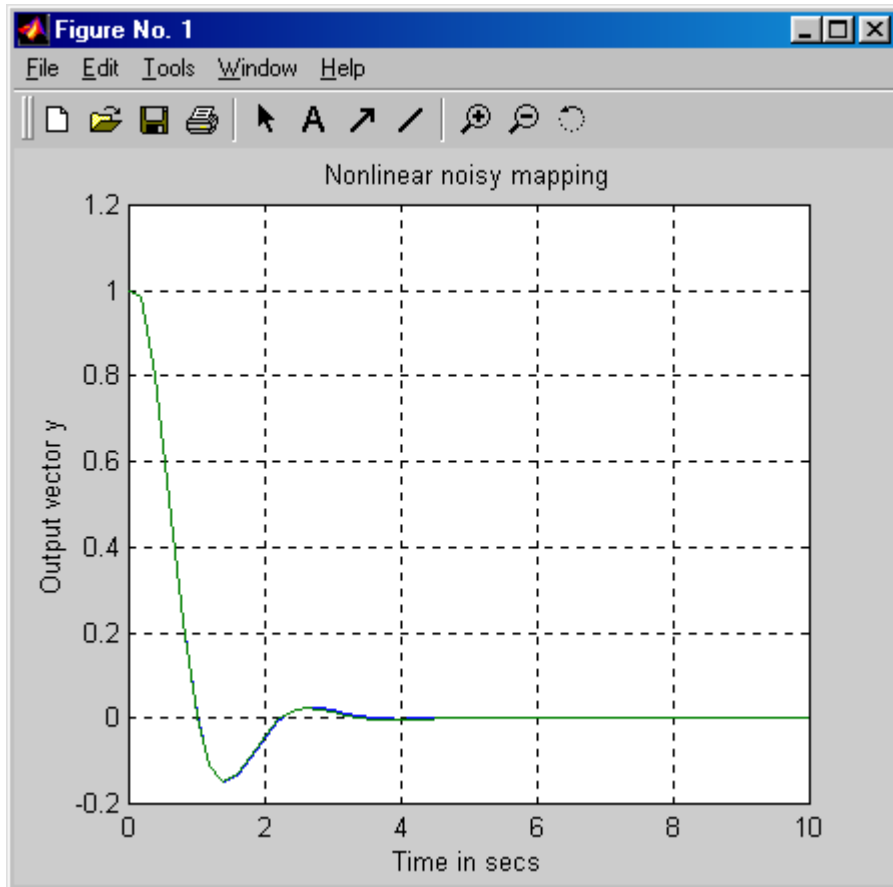 Figure No. 1
File Edit Tools Window Help
A
Nonlinear noisy mapping
1.2
1
0.8
0.6
0.4
0.2
0
-0.2
Output vector y
0 2 4 6 8 10
Time in secs